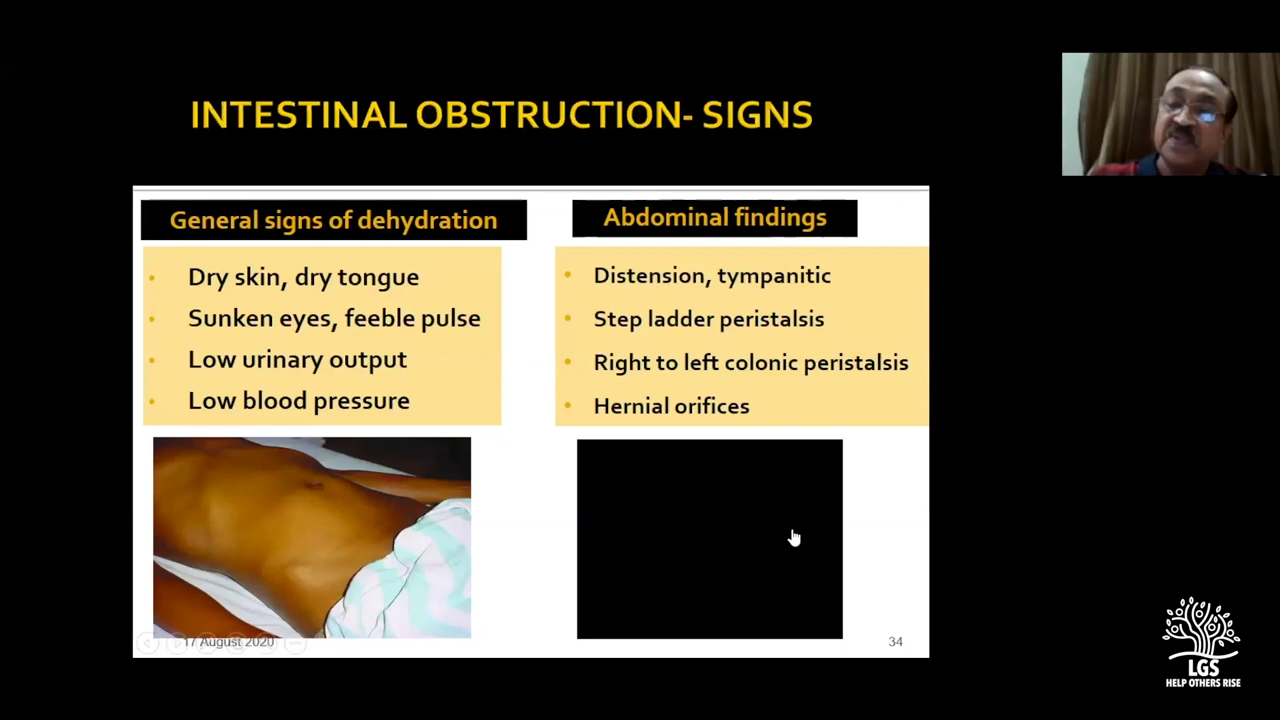 INTESTINAL OBSTRUCTION- SIGNS
General signs of dehydration
Dry skin, dry tongue
Sunken eyes, feeble pulse
Low urinary output
Low blood pressure
Abdominal findings
Distension, tympanitic
Step ladder peristalsis
Right to left colonic peristalsis
Hernial orifices
17 August 2020
34
LGS
HELP OTHERS RISE